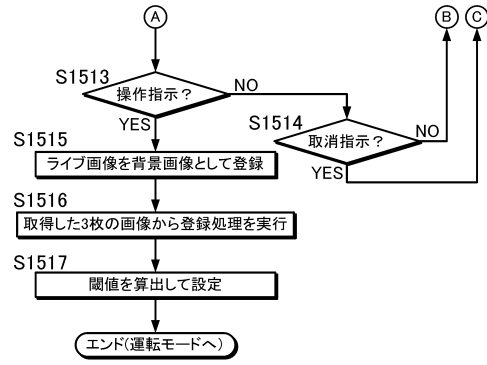 A
B
C
S1513
操作指示？
NO
YES
S1514
取消指示？
NO
YES
S1515
ライブ画像を背景画像として登録
S1516
取得した3枚の画像から登録処理を実行
S1517
閾値を算出して設定
エンド(運転モードへ)